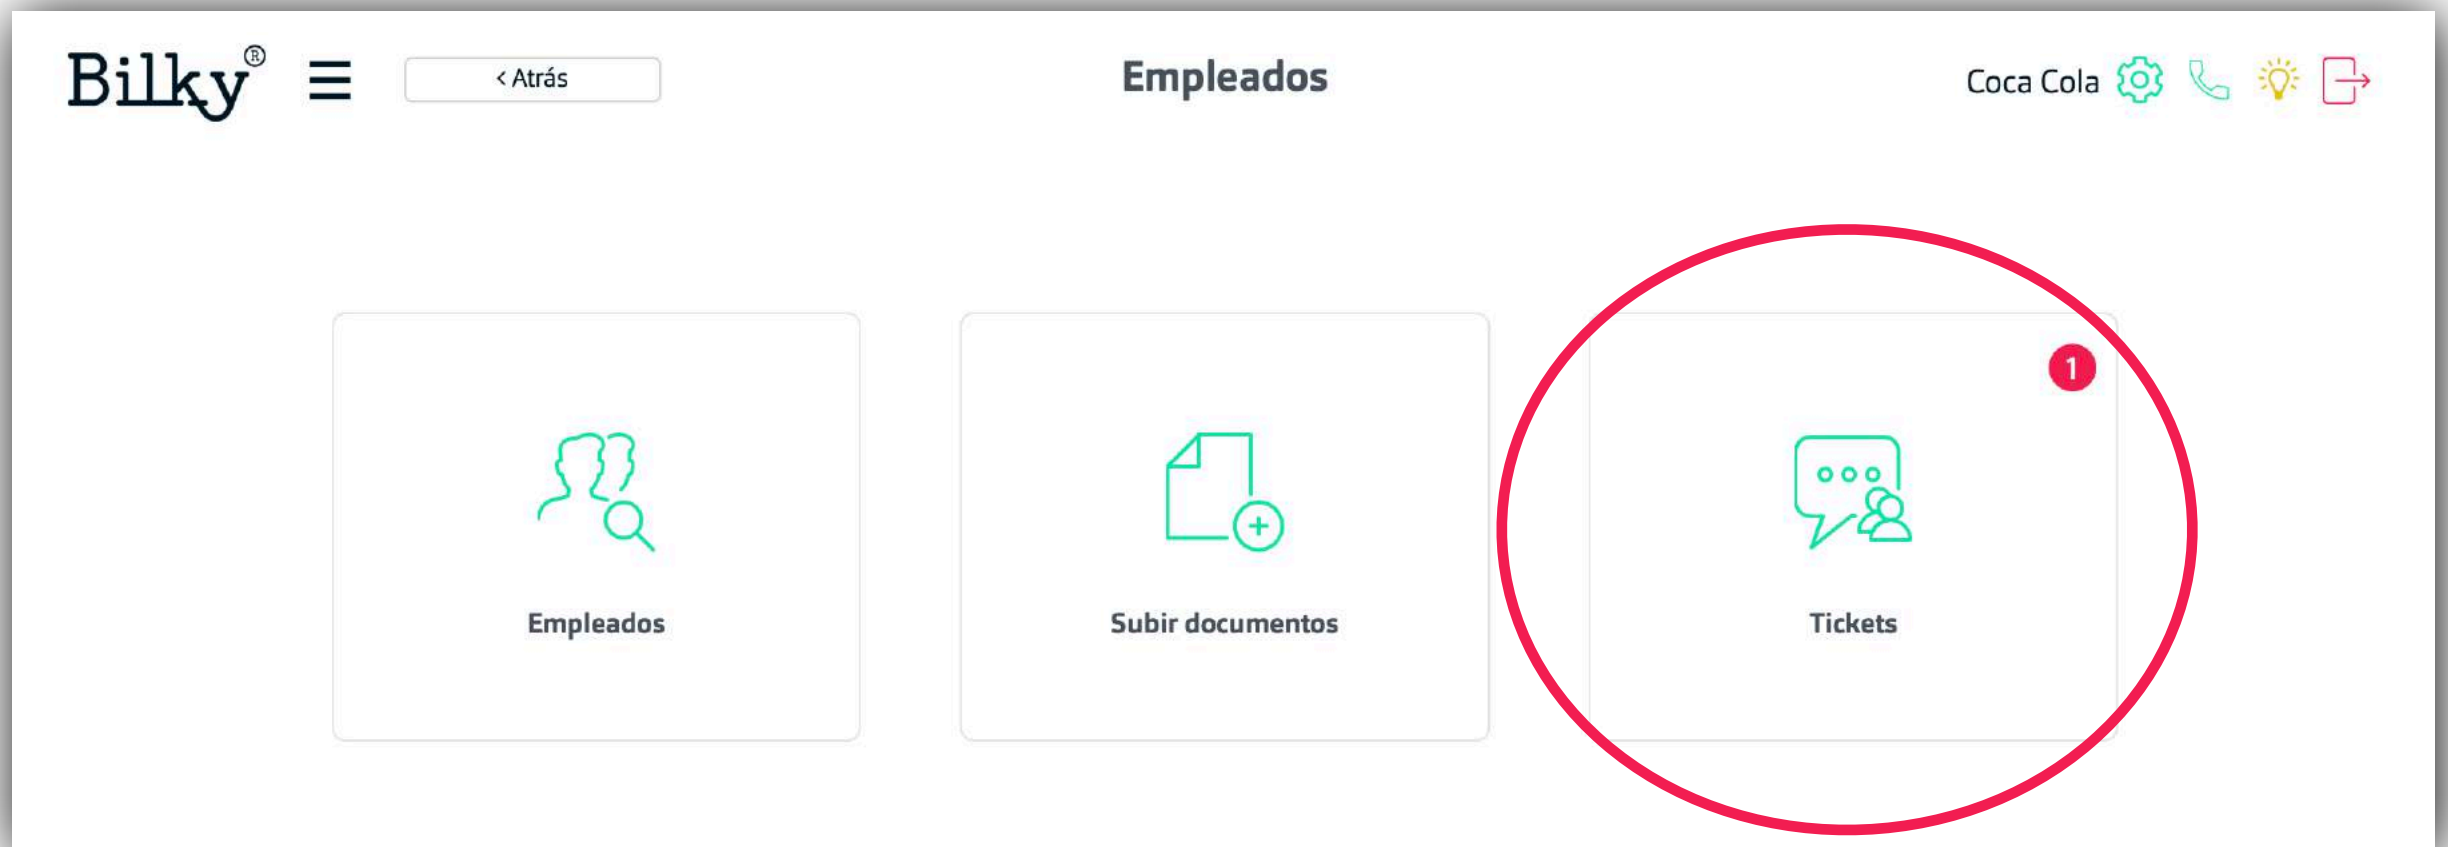 Bilky®
< Atrás
Empleados
Coca Cola
1
Empleados
Subir documentos
Tickets